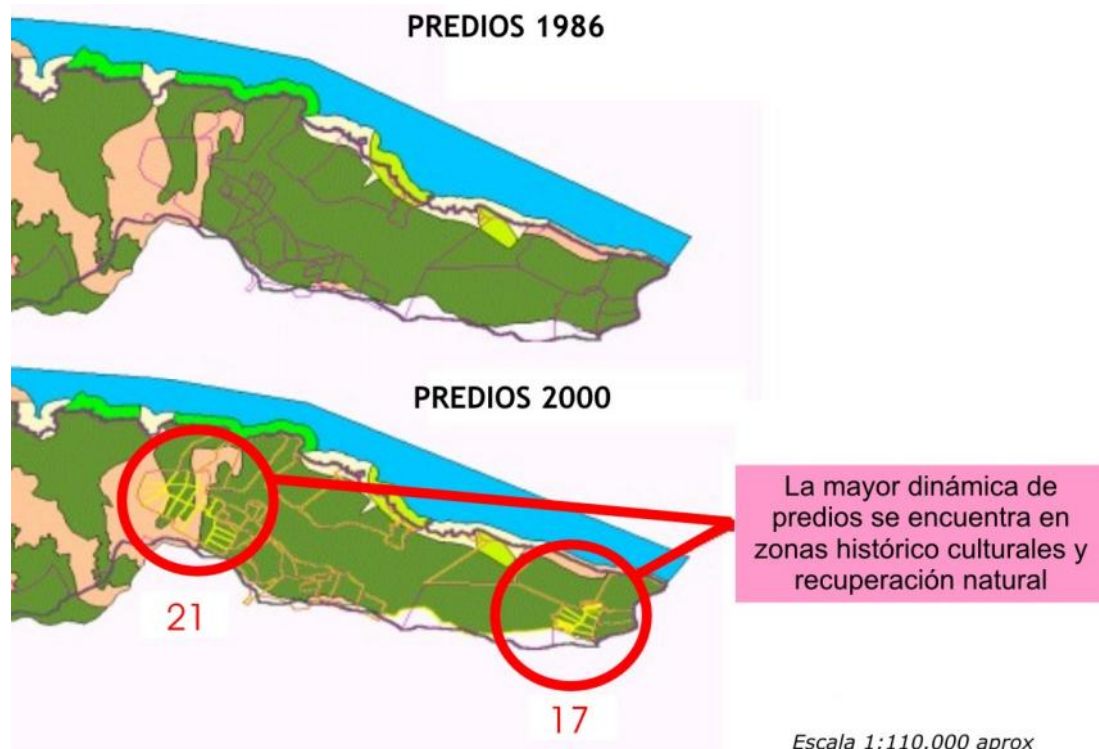 PREDIOS 1986
PREDIOS 2000
La mayor dinámica de
predios se encuentra en
zonas histórico culturales y
recuperación natural
21
17
Escala 1:110.000 aprox